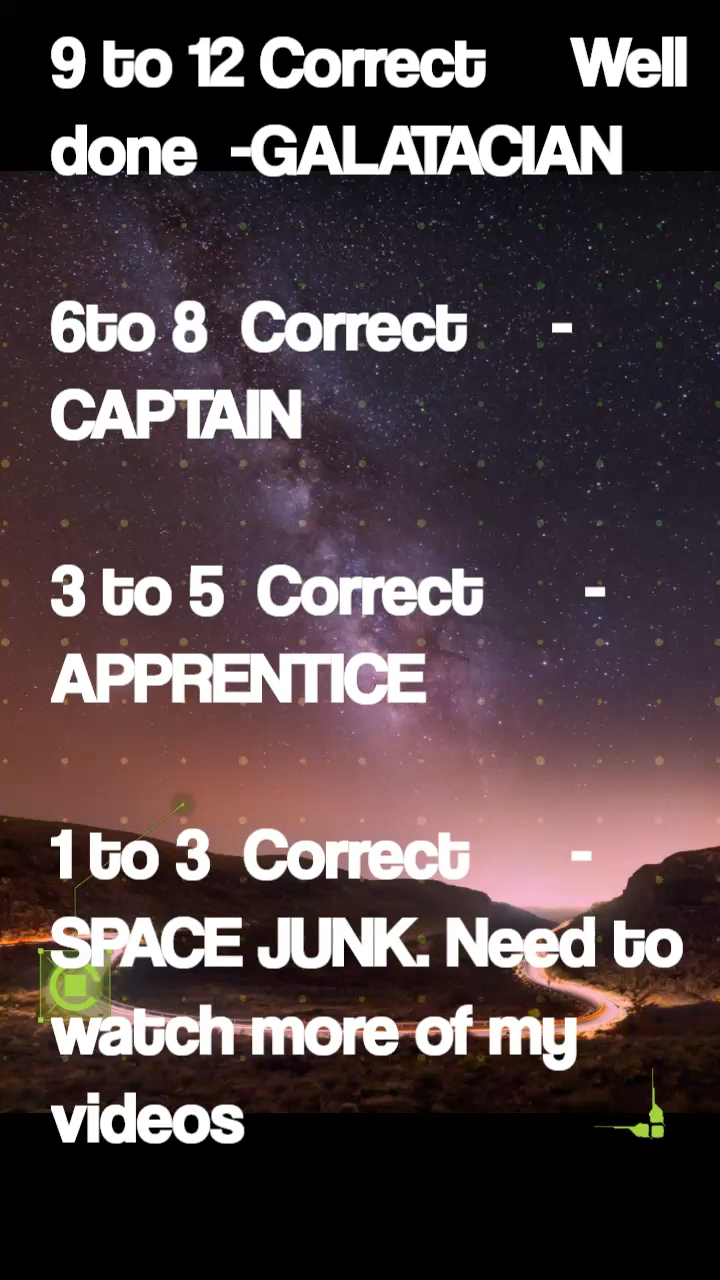 9 to 12 Correct Well
done -GALATACIAN
6to 8 Correct -
CAPTAIN
3 to 5 Correct -
APPRENTICE
1 to 3 Correct -
SPACE JUNK. Need to
watch more of my
videos